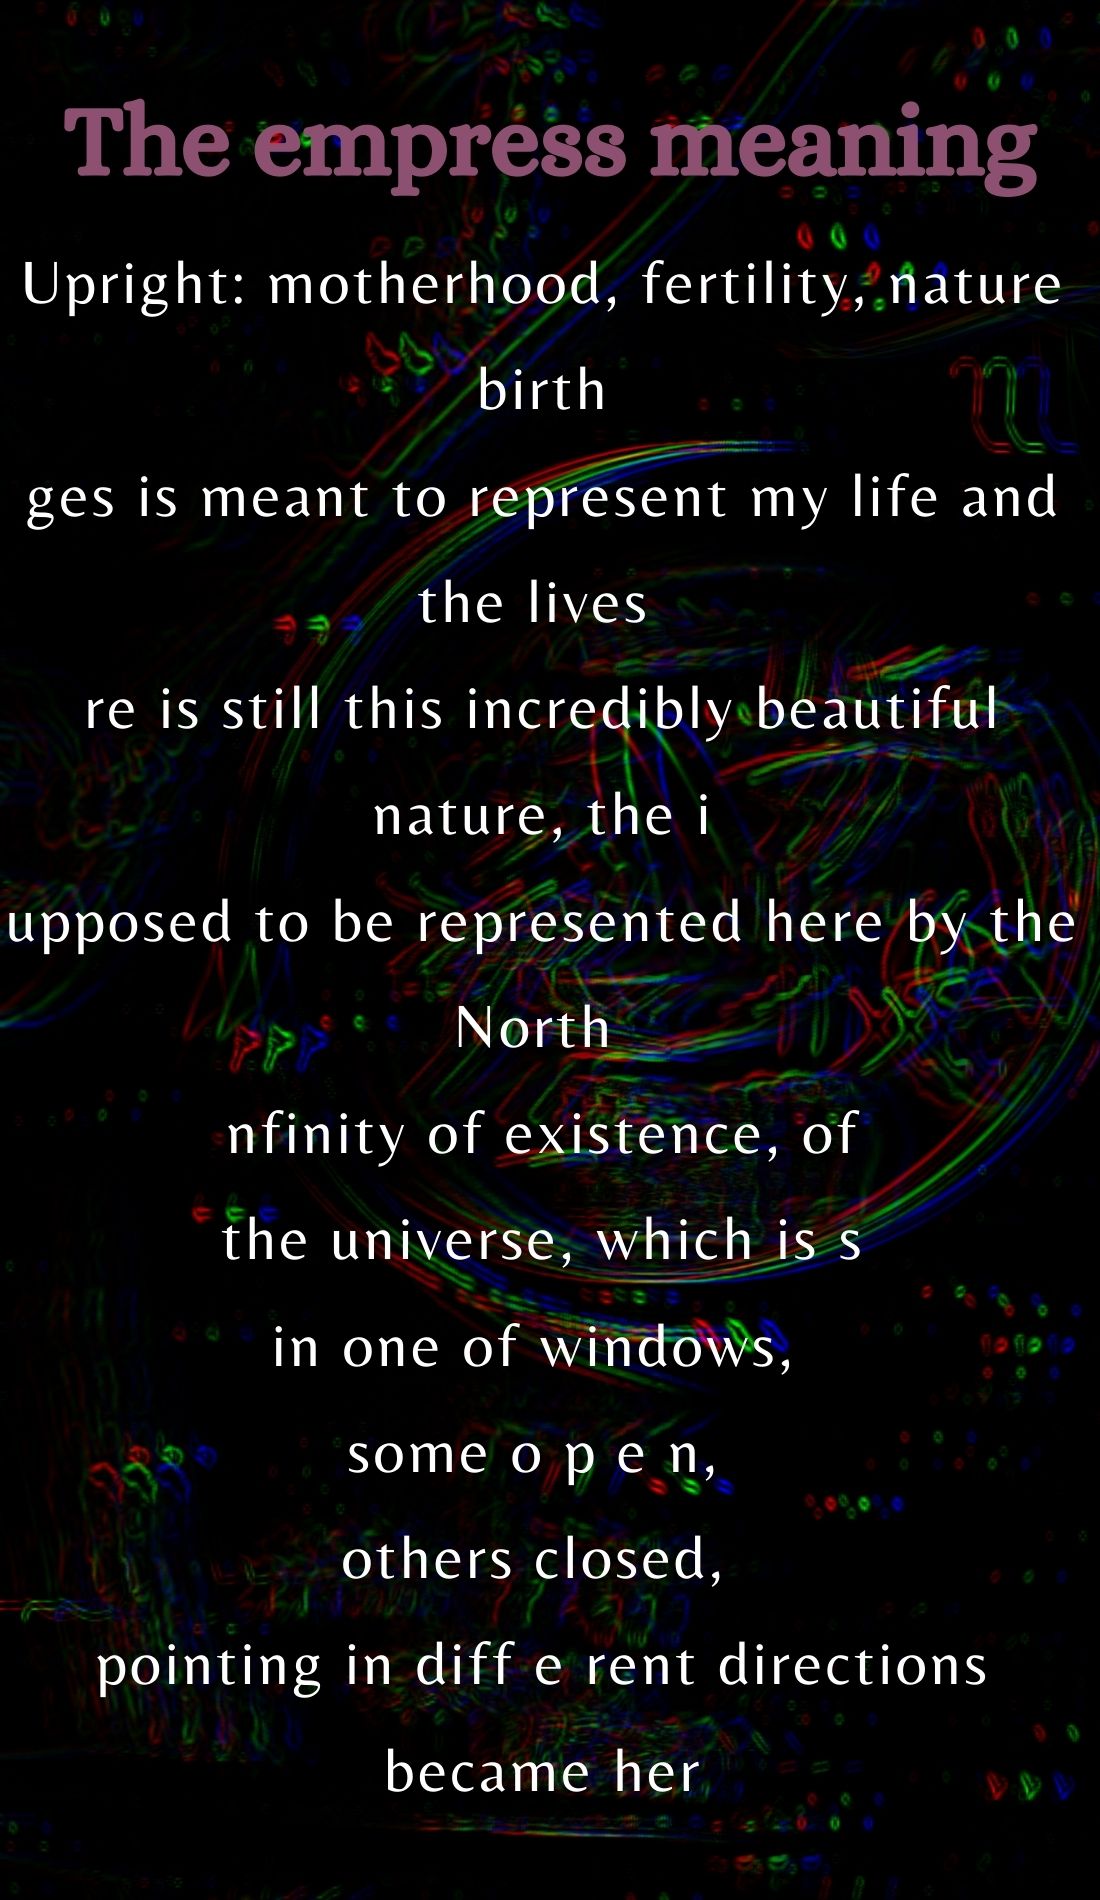 The empress meaning
Upright: motherhood, fertility, nature
birth
ges is meant to represent my life and
the lives
re is still this incredibly beautiful
nature, the i
upposed to be represented here by the
North
nfinity of existence, of
the universe, which is s
in one of windows,
some o p e n,
others closed,
pointing in diff e rent directions
became her